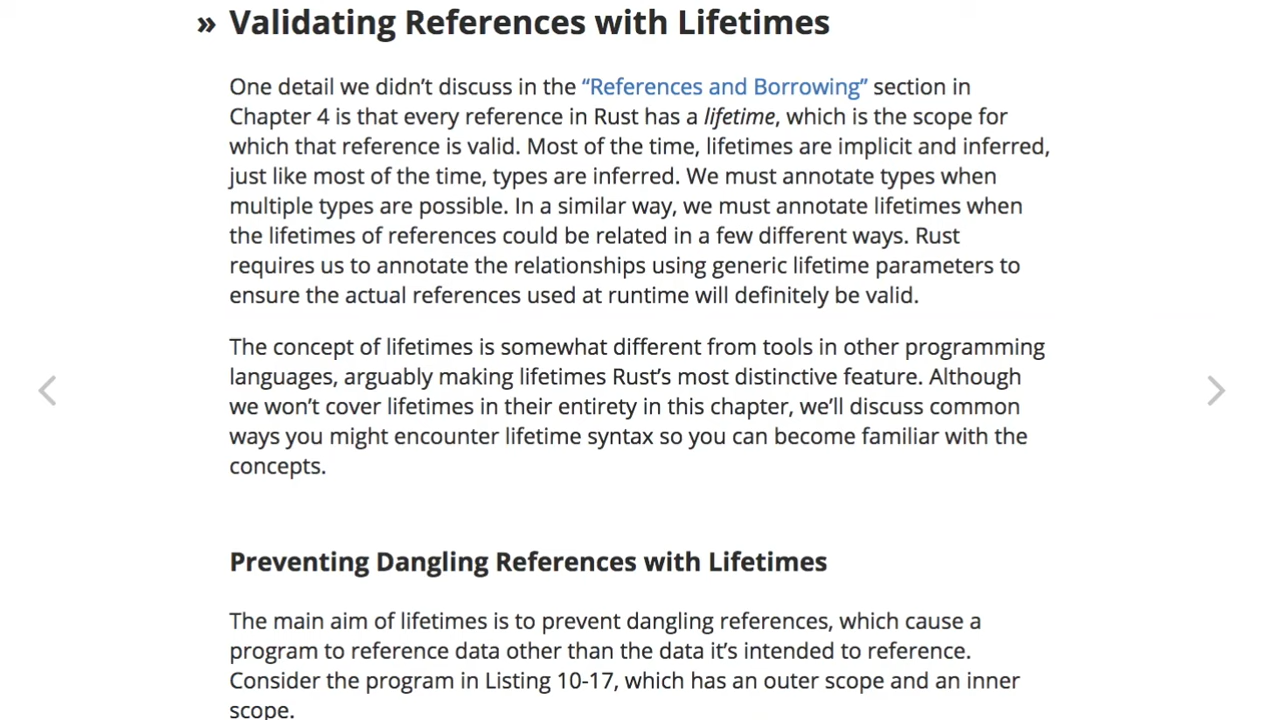 » Validating References with Lifetimes
One detail we didn’t discuss in the “References and Borrowing” section in
Chapter 4 is that every reference in Rust has a lifetime, which is the scope for
which that reference is valid. Most of the time, lifetimes are implicit and inferred,
just like most of the time, types are inferred. We must annotate types when
multiple types are possible. In a similar way, we must annotate lifetimes when
the lifetimes of references could be related in a few different ways. Rust
requires us to annotate the relationships using generic lifetime parameters to
ensure the actual references used at runtime will definitely be valid.
The concept of lifetimes is somewhat different from tools in other programming
languages, arguably making lifetimes Rust’s most distinctive feature. Although
we won’t cover lifetimes in their entirety in this chapter, we’ll discuss common
ways you might encounter lifetime syntax so you can become familiar with the
concepts.
Preventing Dangling References with Lifetimes
The main aim of lifetimes is to prevent dangling references, which cause a
program to reference data other than the data it’s intended to reference.
Consider the program in Listing 10-17, which has an outer scope and an inner
scope.